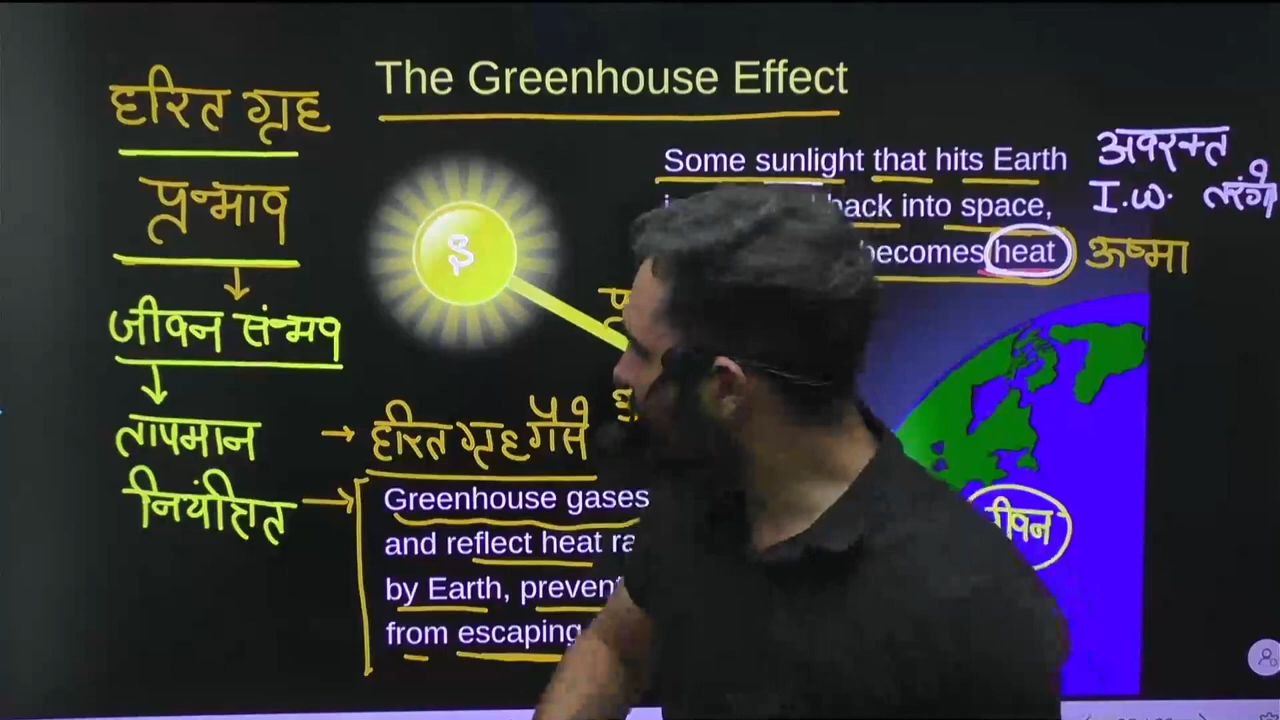 The Greenhouse Effect
हरित गृह
प्रभाव
जीवन संभव
तापमान
नियंत्रित
Some sunlight that hits Earth
back into space,
becomes heat
अवरक्त
I.W. तरंगे
ऊष्मा
S
हरित गृह गैसें
Greenhouse gases
and reflect heat
by Earth,
from escaping
जीवन